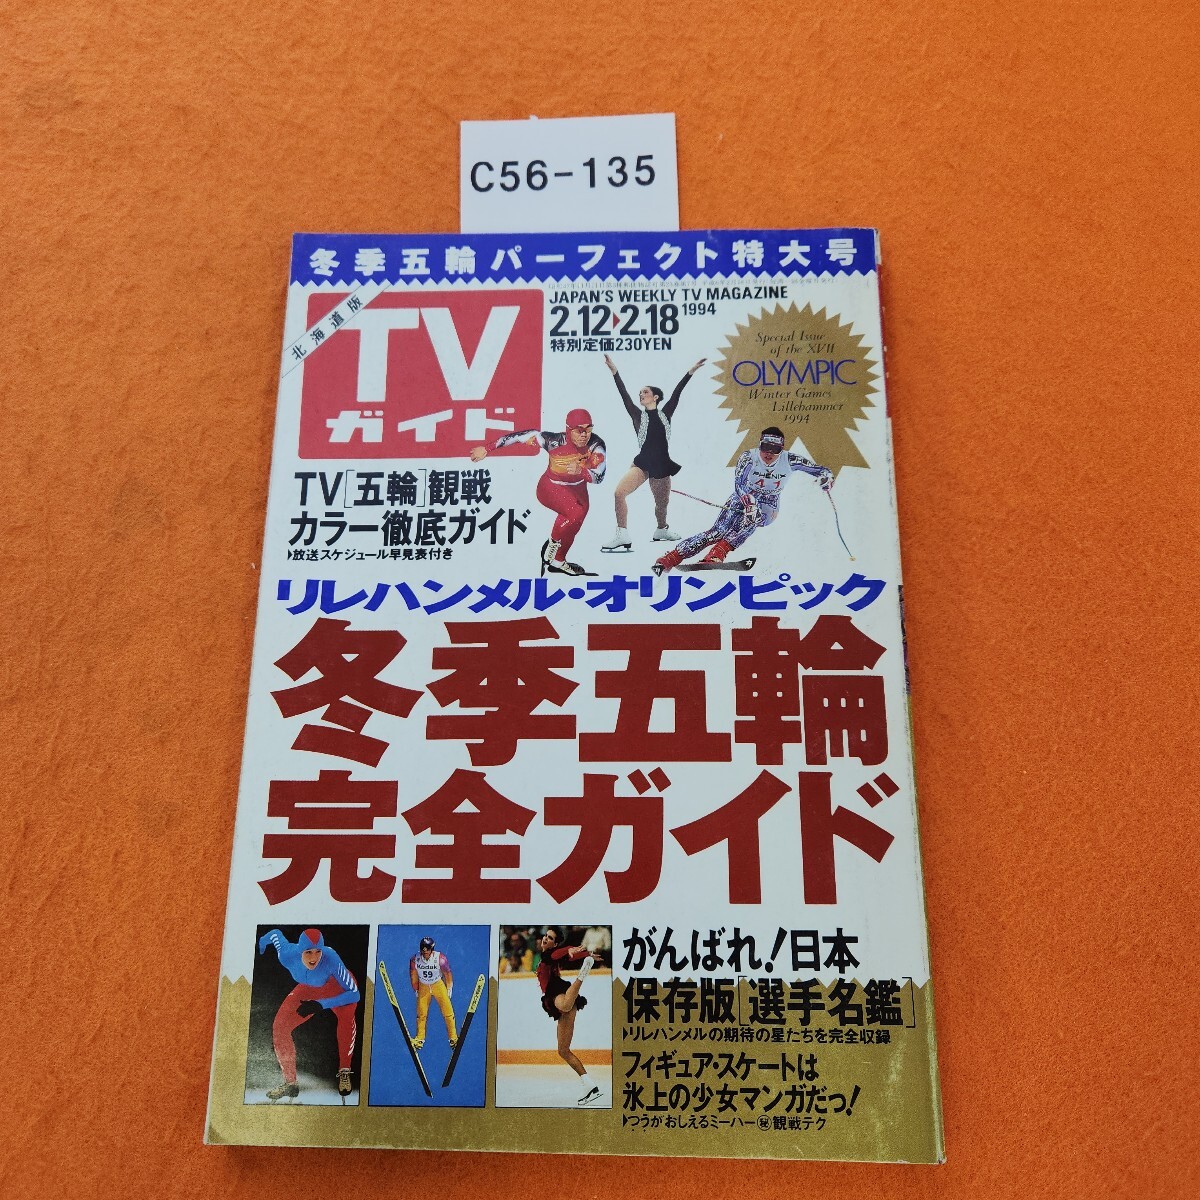 C56-135
冬季五輪パーフェクト特大号
北海道版
TVガイド
JAPAN'S WEEKLY TV MAGAZINE
2.12▶2.18 1994
特別定価230YEN
Special Issue
of the XVII
OLYMPIC
Winter Games
Lillehammer
1994
TV[五輪]観戦
カラー徹底ガイド
▶放送スケジュール早見表付き
PHENIX
41
リレハンメル・オリンピック
冬季五輪
完全ガイド
Kodak
59
がんばれ!日本
保存版[選手名鑑]
▶リレハンメルの期待の星たちを完全収録
フィギュア・スケートは
氷上の少女マンガだっ!
▶つうがおしえるミーハー㊙観戦テク